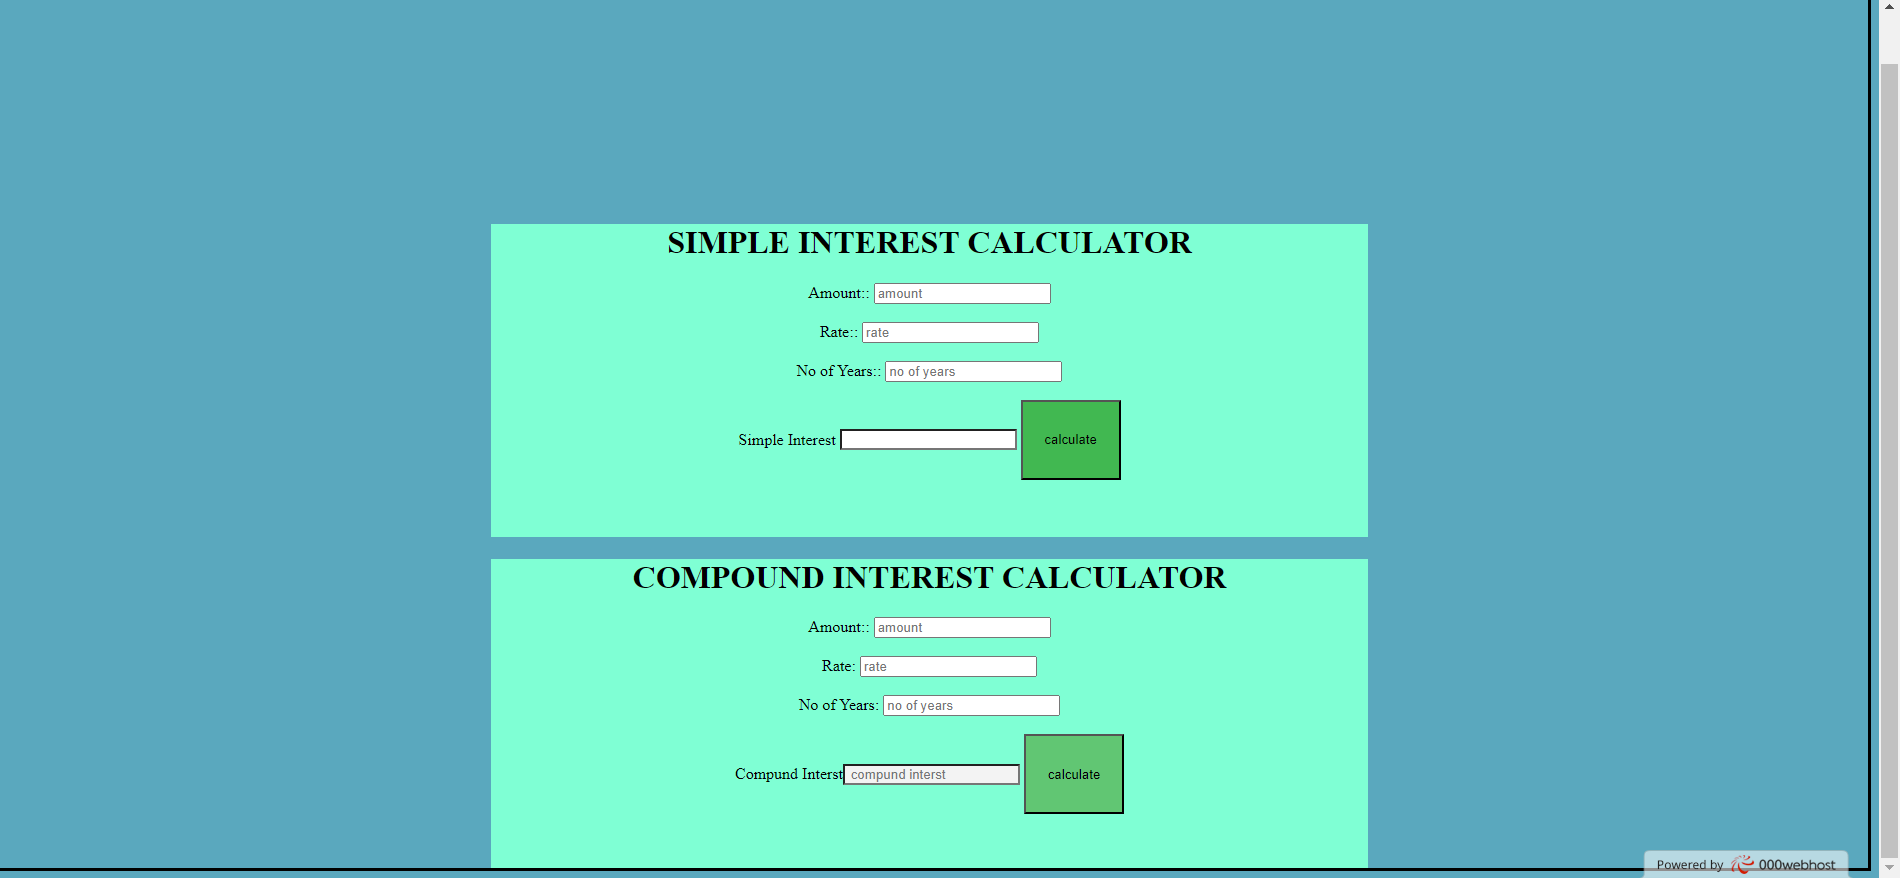 SIMPLE INTEREST CALCULATOR
Amount:: amount
Rate:: rate
No of Years:: no of years
Simple Interest calculate
COMPOUND INTEREST CALCULATOR
Amount:: amount
Rate: rate
No of Years: no of years
Compund Interst compund interst calculate
Powered by 000webhost